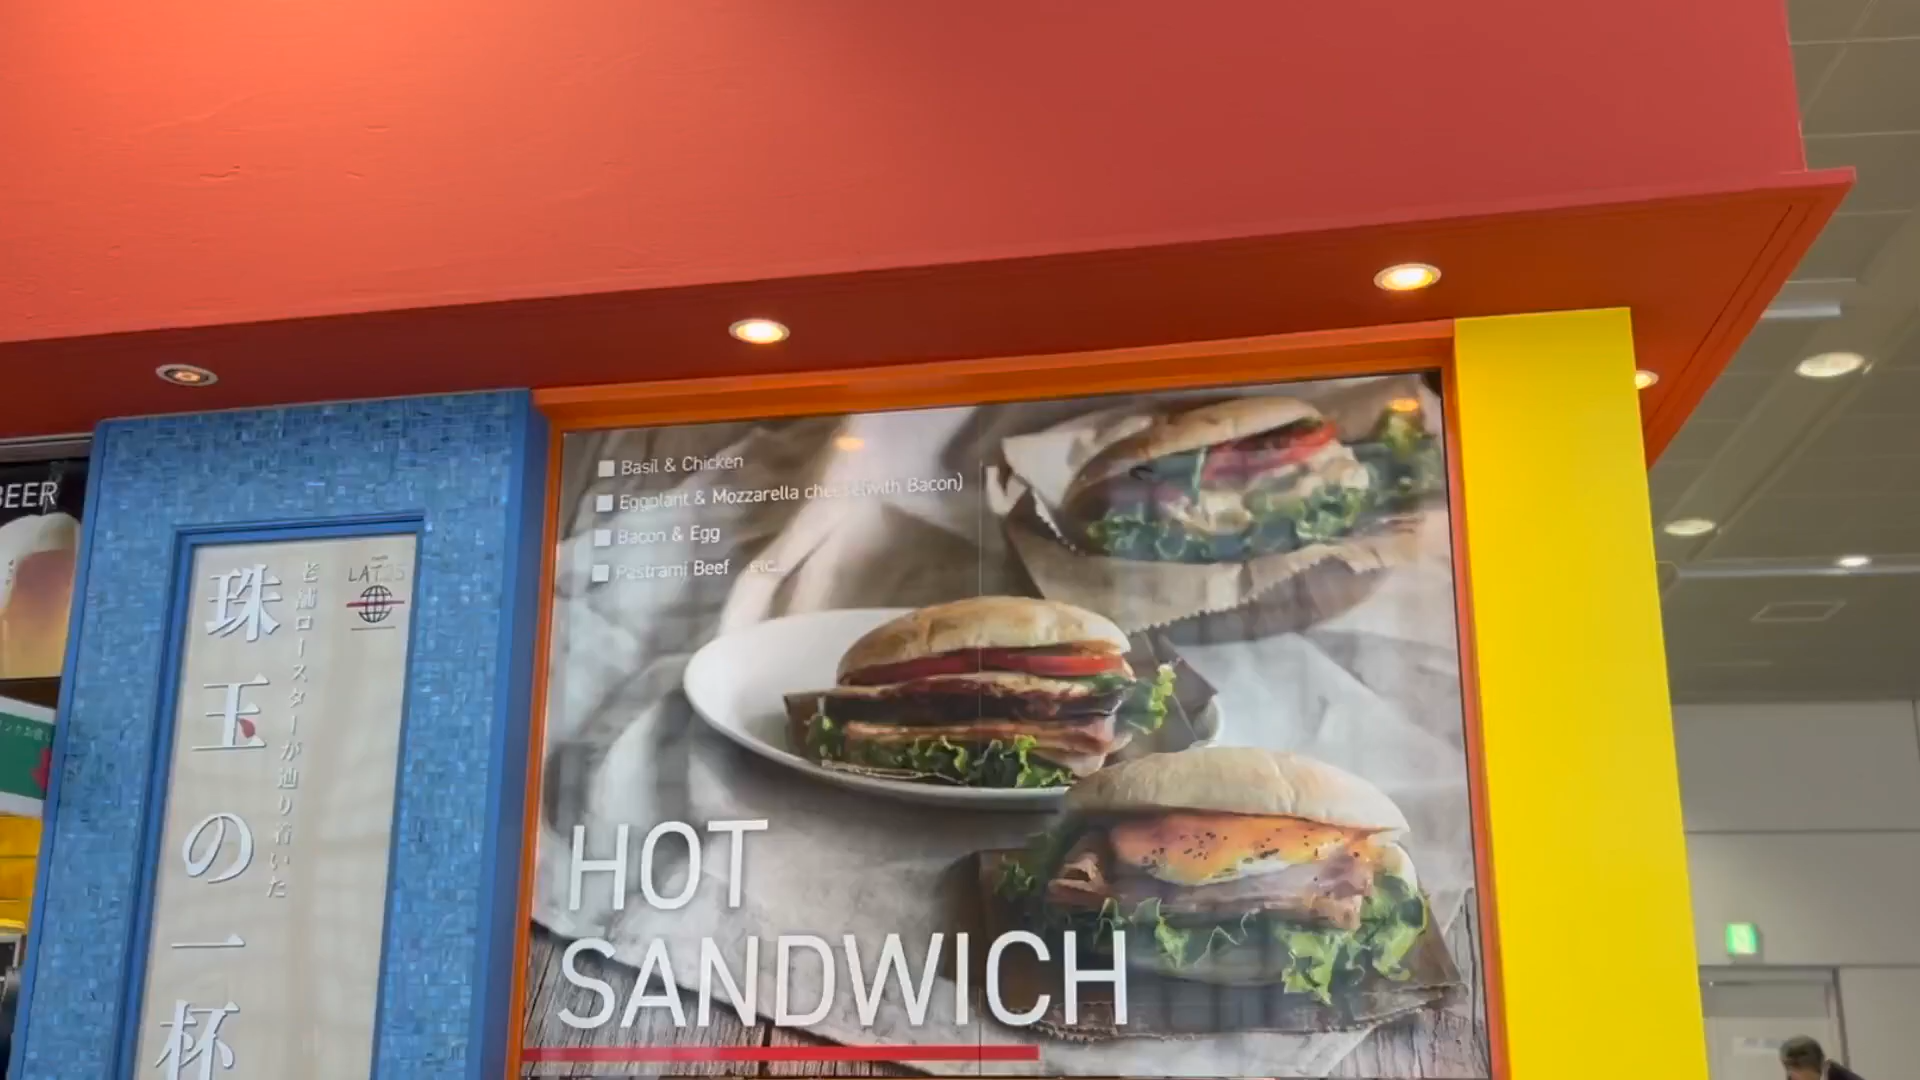 BEER
珠玉の一杯
ロースターが辿り着いた
Basil & Chicken
Eggplant & Mozzarella cheese(with Bacon)
Bacon & Egg
Pastrami Beef etc...
HOT
SANDWICH